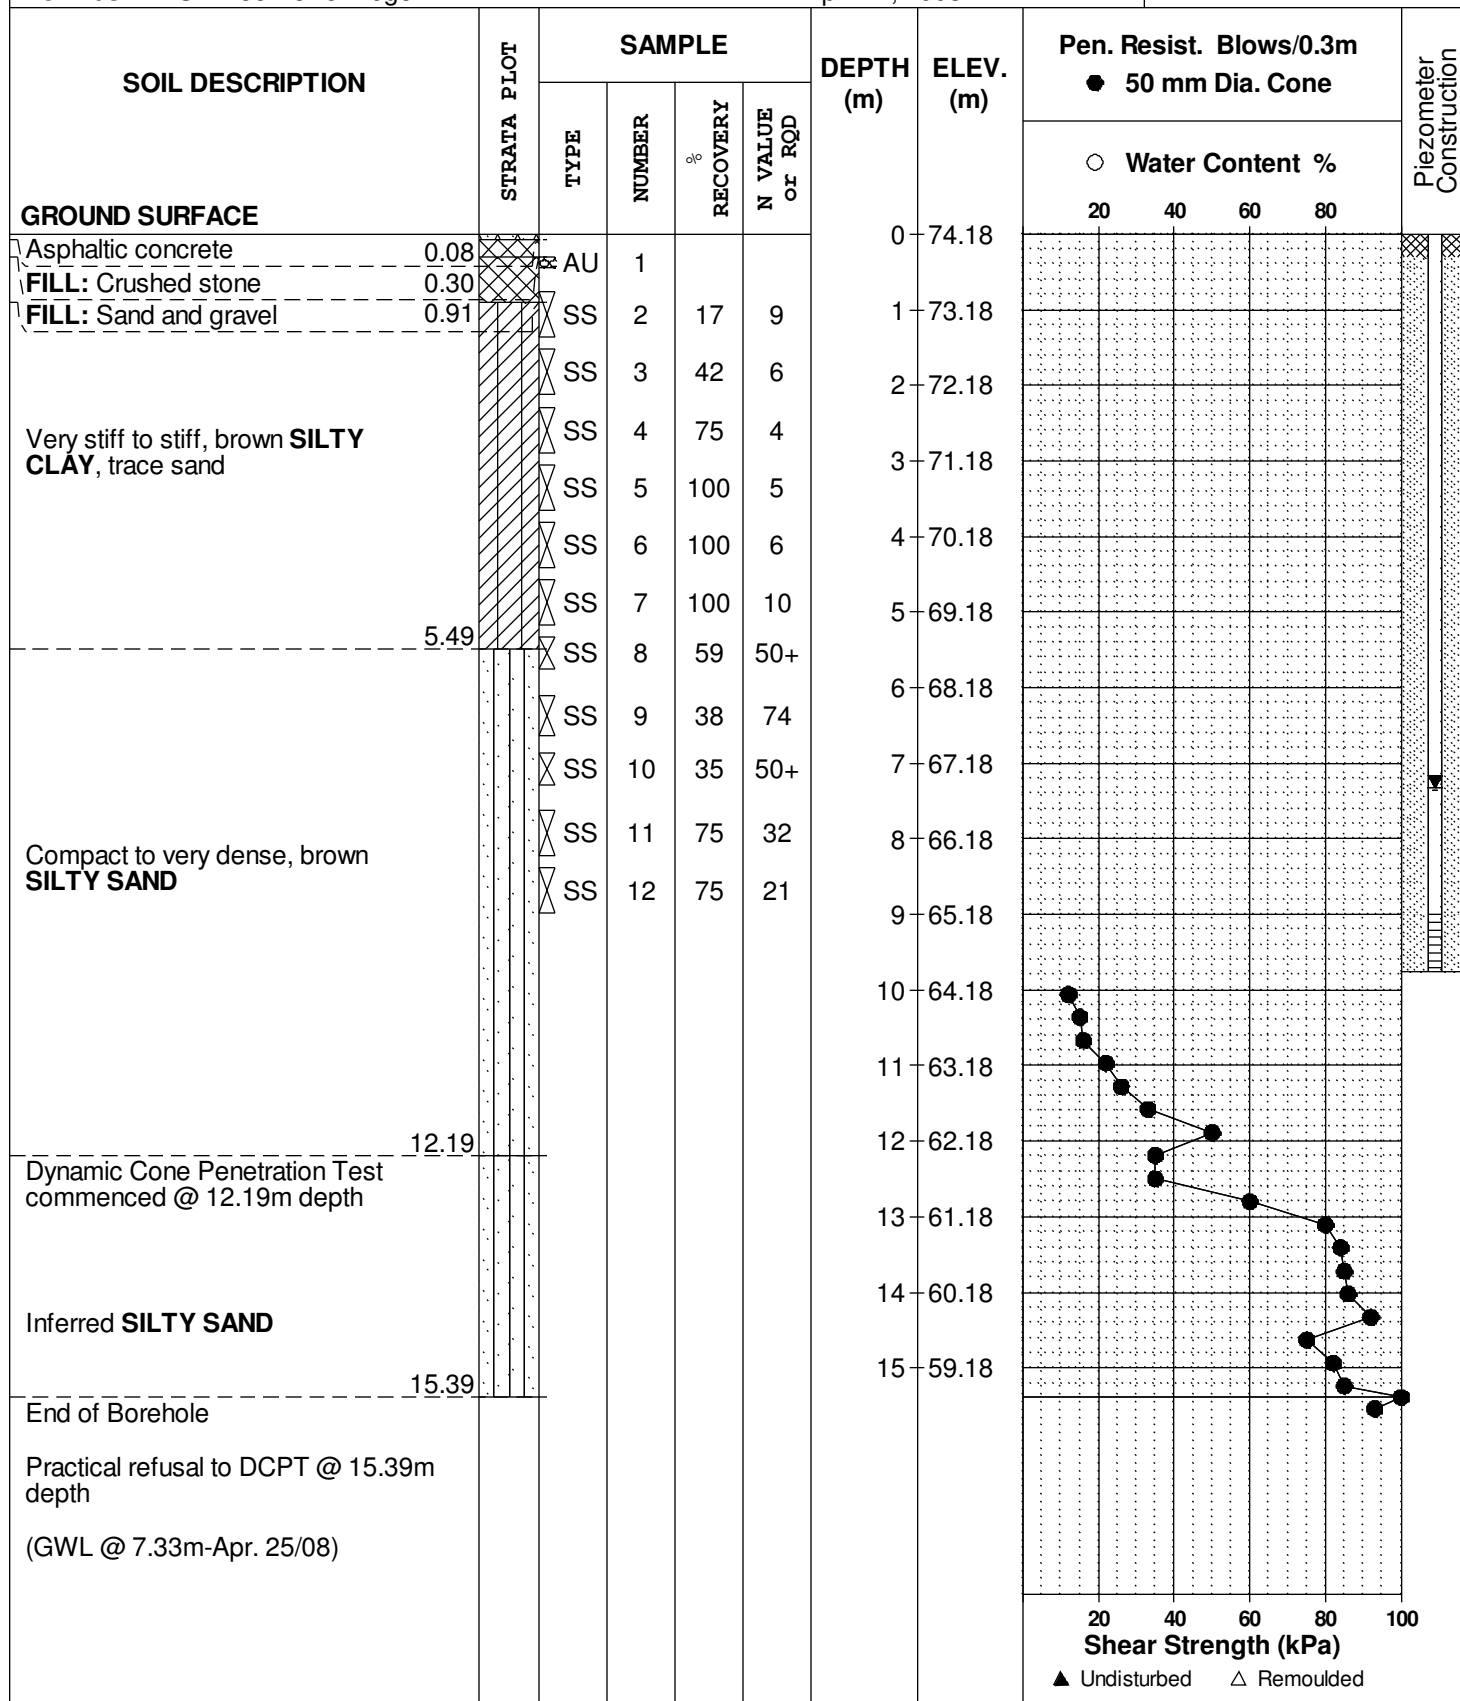 SOIL DESCRIPTION
GROUND SURFACE
STRATA PLOT
SAMPLE
TYPE
NUMBER
% RECOVERY
N VALUE or RQD
DEPTH (m)
ELEV. (m)
Pen. Resist. Blows/0.3m
● 50 mm Dia. Cone
○ Water Content %
20 40 60 80
Piezometer
Construction
0 74.18
Asphaltic concrete 0.08
AU 1
FILL: Crushed stone 0.30
FILL: Sand and gravel 0.91
SS 2 17 9
1 73.18
SS 3 42 6
2 72.18
Very stiff to stiff, brown SILTY
CLAY, trace sand
SS 4 75 4
3 71.18
SS 5 100 5
4 70.18
SS 6 100 6
SS 7 100 10
5 69.18
5.49
SS 8 59 50+
6 68.18
SS 9 38 74
7 67.18
SS 10 35 50+
SS 11 75 32
8 66.18
Compact to very dense, brown
SILTY SAND
SS 12 75 21
9 65.18
10 64.18
11 63.18
12 62.18
12.19
Dynamic Cone Penetration Test
commenced @ 12.19m depth
13 61.18
14 60.18
Inferred SILTY SAND
15 59.18
15.39
End of Borehole
Practical refusal to DCPT @ 15.39m
depth
(GWL @ 7.33m-Apr. 25/08)
20 40 60 80 100
Shear Strength (kPa)
▲ Undisturbed △ Remoulded